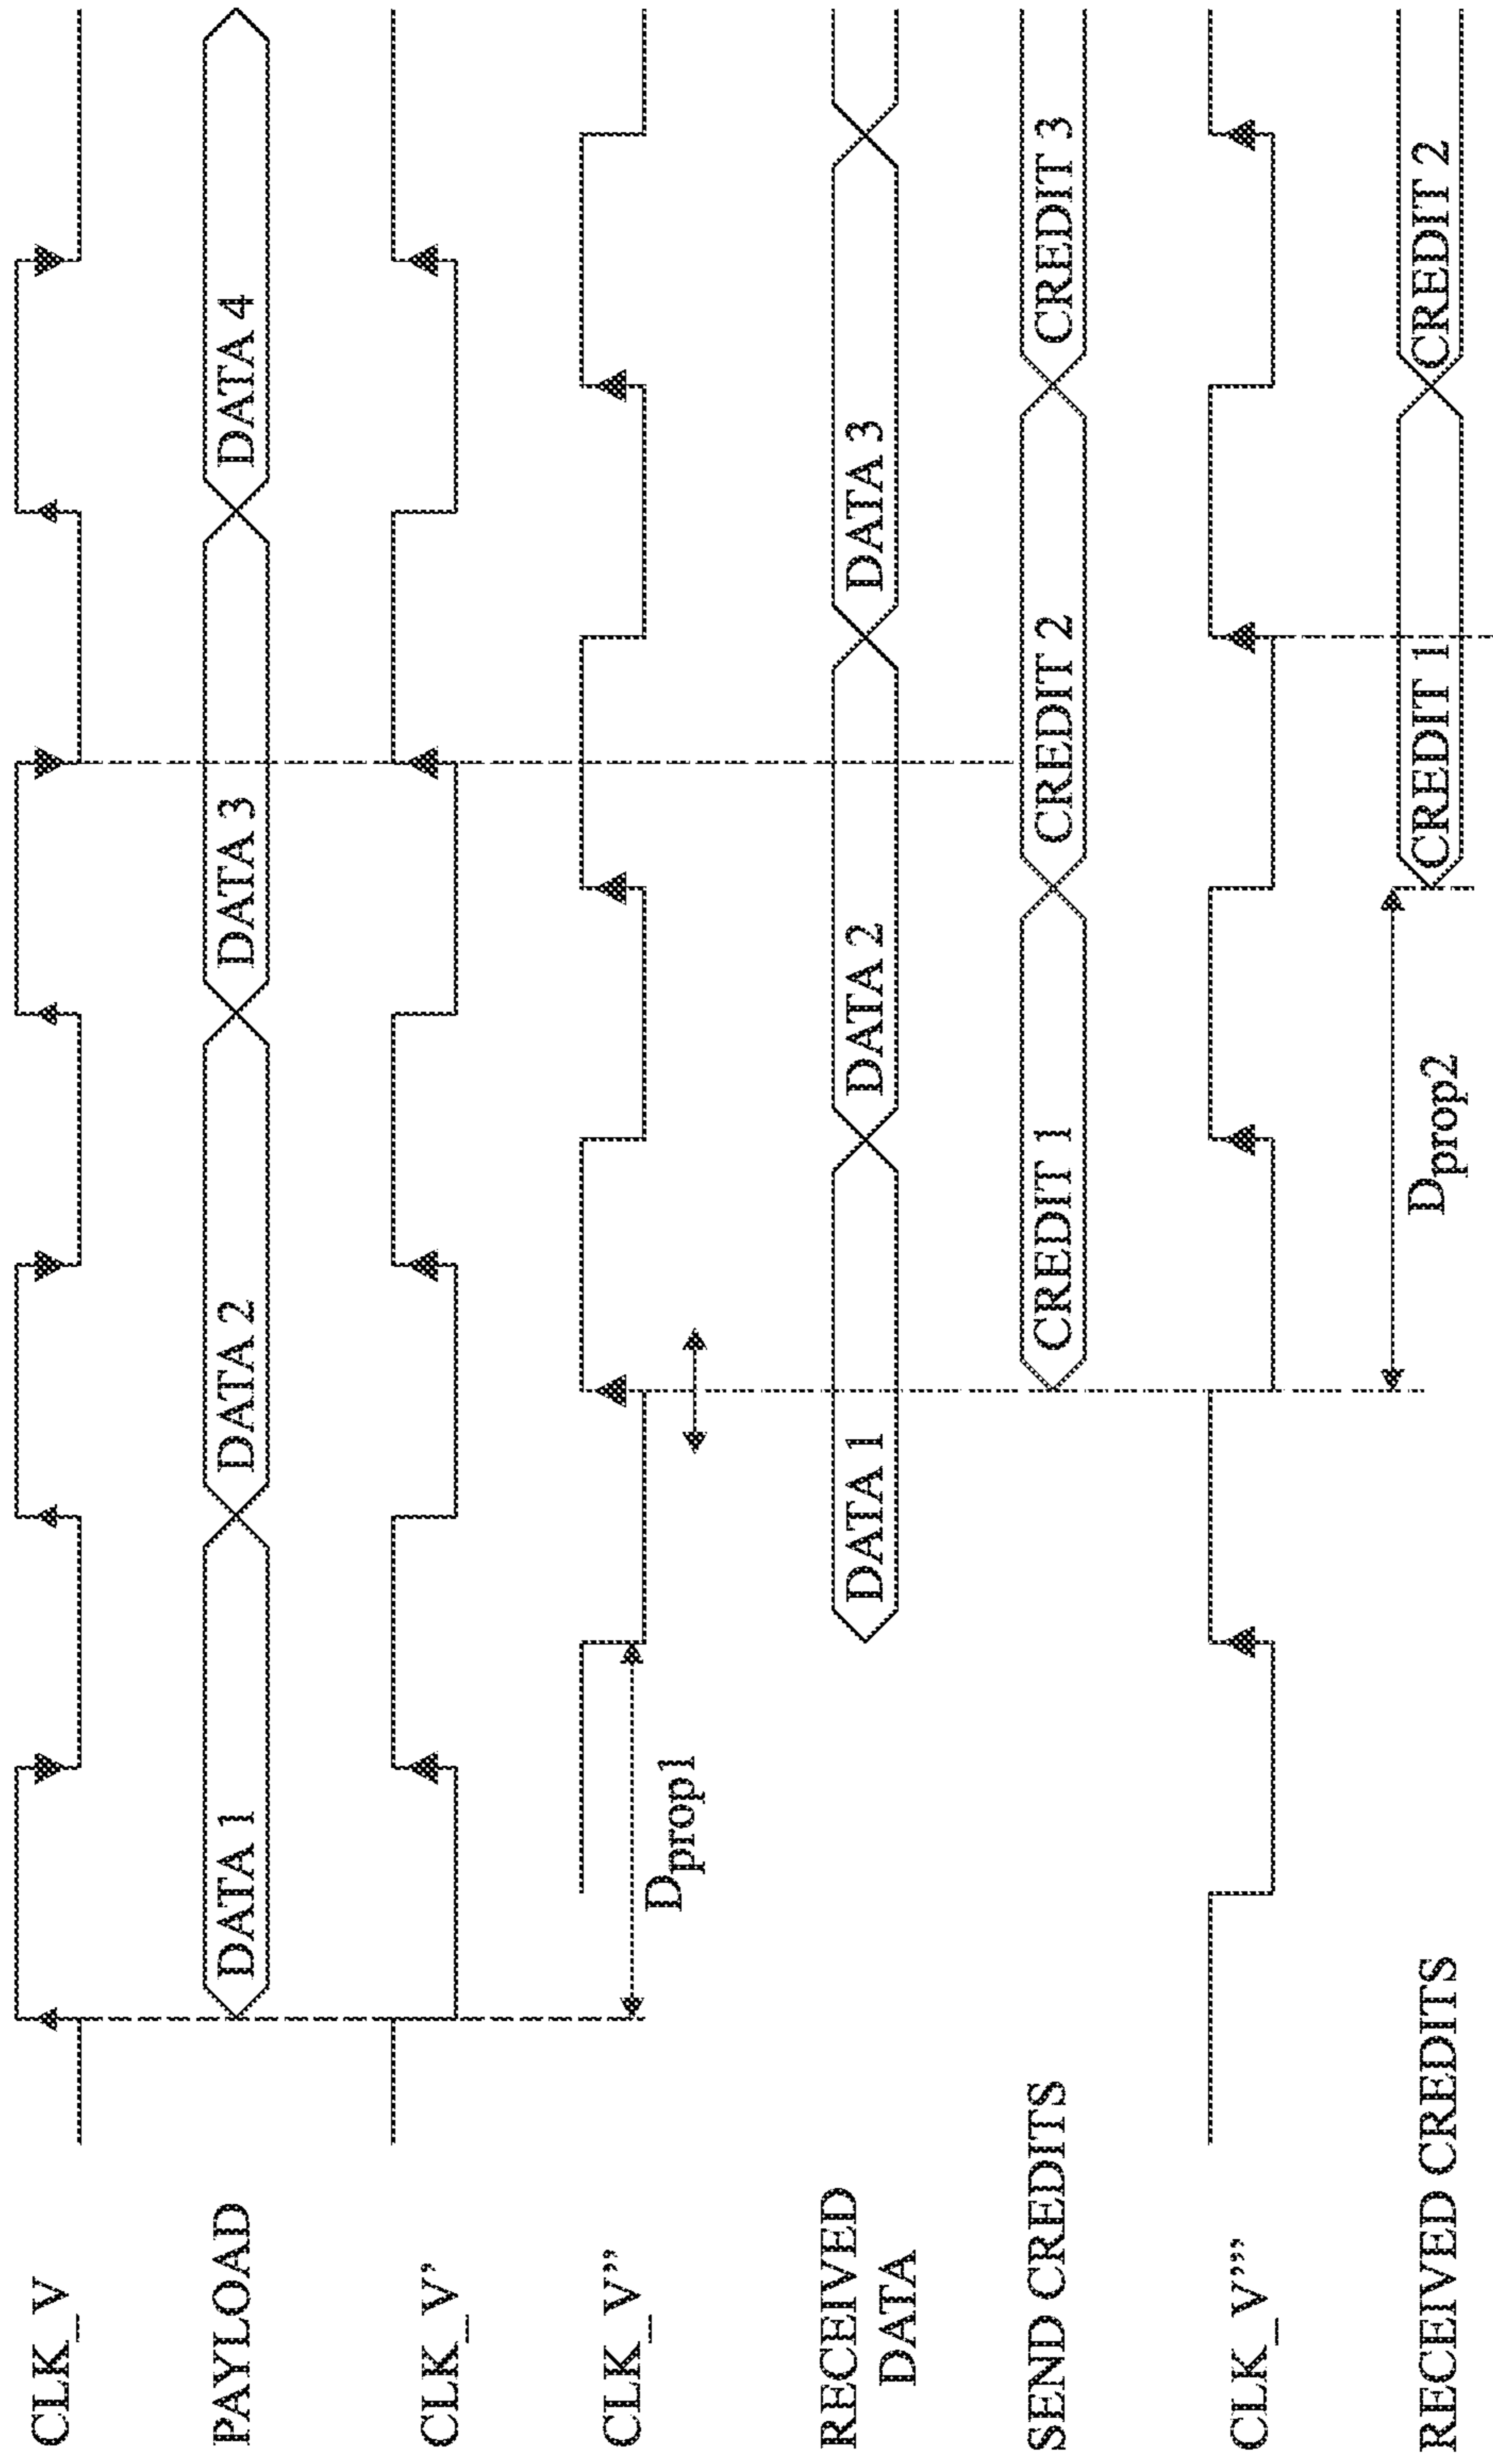 CLK_V
PAYLOAD
DATA 1
DATA 2
DATA 3
DATA 4
CLK_V'
CLK_V''
Dprop1
RECEIVED
DATA
DATA 1
DATA 2
DATA 3
SEND CREDITS
CREDIT 1
CREDIT 2
CREDIT 3
CLK_V'''
RECEIVED CREDITS
Dprop2
CREDIT 1
CREDIT 2